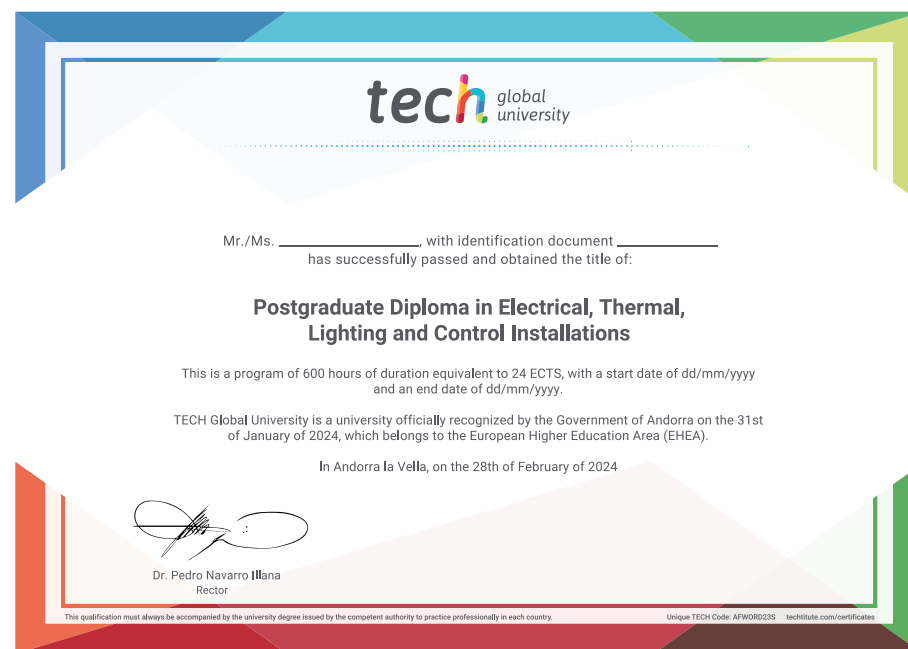 tech global
university
Mr./Ms. ____________, with identification document ____________
has successfully passed and obtained the title of:
Postgraduate Diploma in Electrical, Thermal,
Lighting and Control Installations
This is a program of 600 hours of duration equivalent to 24 ECTS, with a start date of dd/mm/yyyy
and an end date of dd/mm/yyyy.
TECH Global University is a university officially recognized by the Government of Andorra on the 31st
of January of 2024, which belongs to the European Higher Education Area (EHEA).
In Andorra la Vella, on the 28th of February of 2024
Dr. Pedro Navarro Illana
Rector
This qualification must always be accompanied by the university degree issued by the competent authority to practice professionally in each country. Unique TECH Code: AFWORD23S techtitute.com/certificates